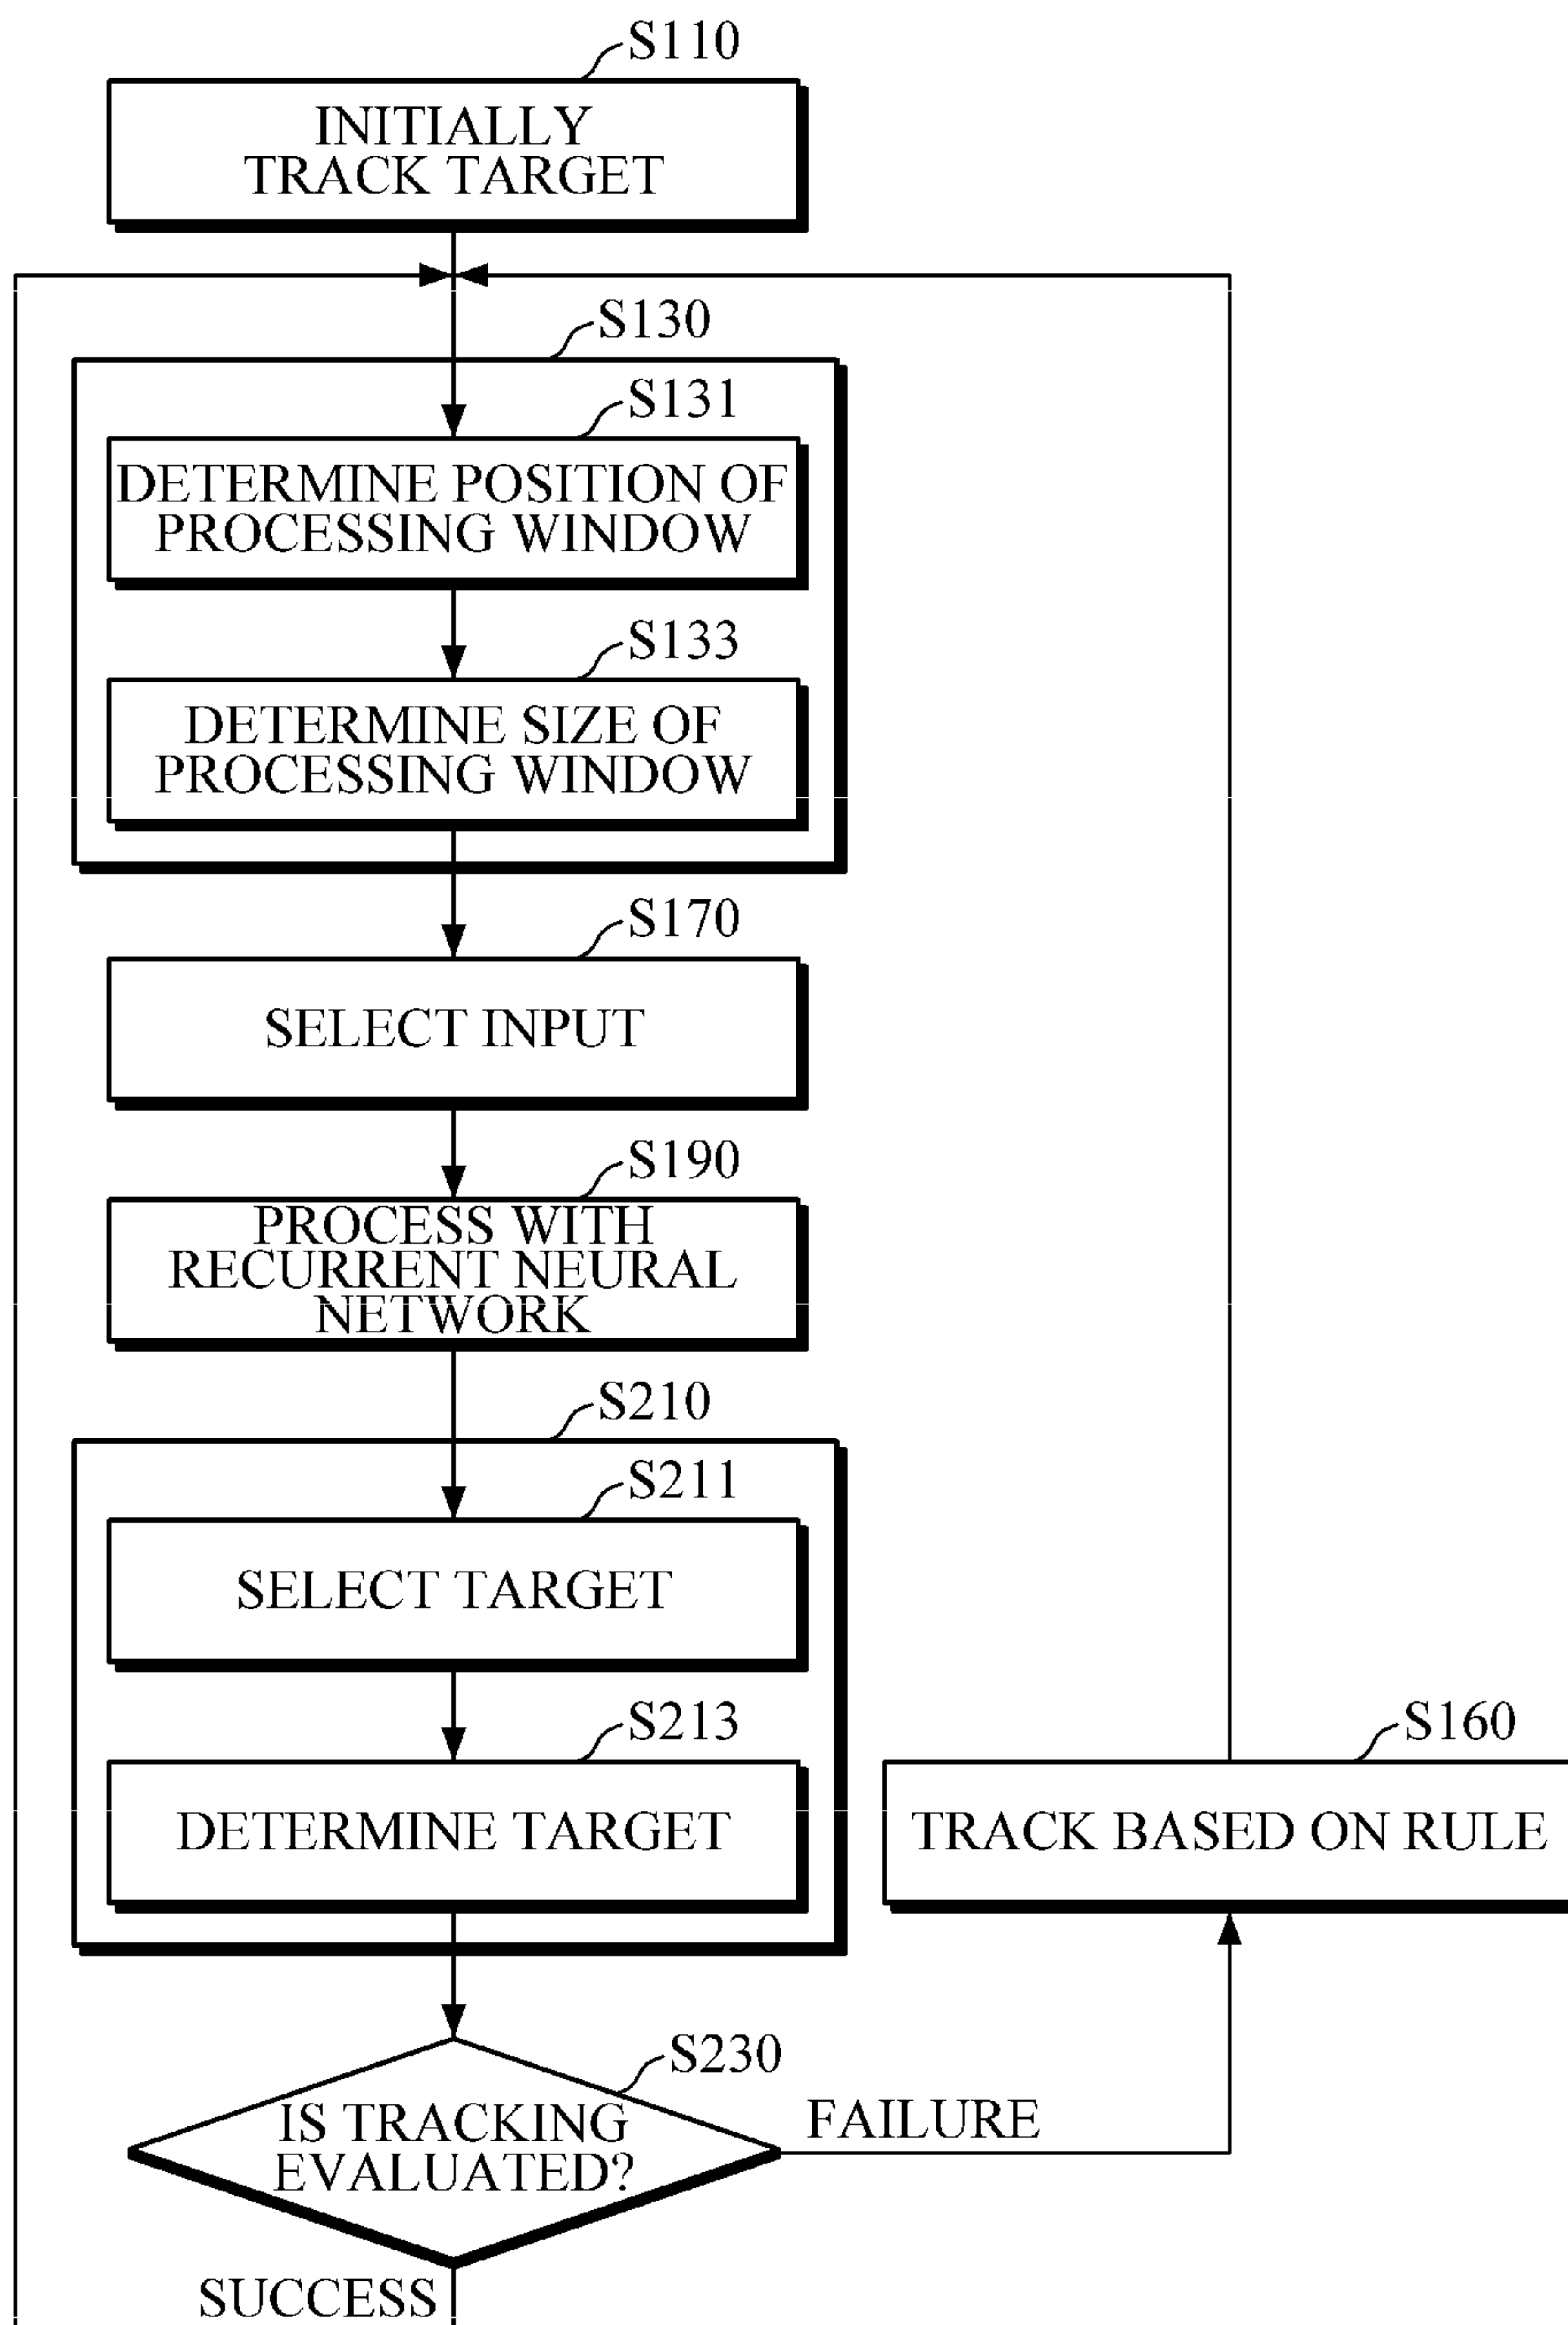 S110
INITIALLY
TRACK TARGET
S130
S131
DETERMINE POSITION OF
PROCESSING WINDOW
S133
DETERMINE SIZE OF
PROCESSING WINDOW
S170
SELECT INPUT
S190
PROCESS WITH
RECURRENT NEURAL
NETWORK
S210
S211
SELECT TARGET
S213
DETERMINE TARGET
S160
TRACK BASED ON RULE
S230
IS TRACKING
EVALUATED?
FAILURE
SUCCESS